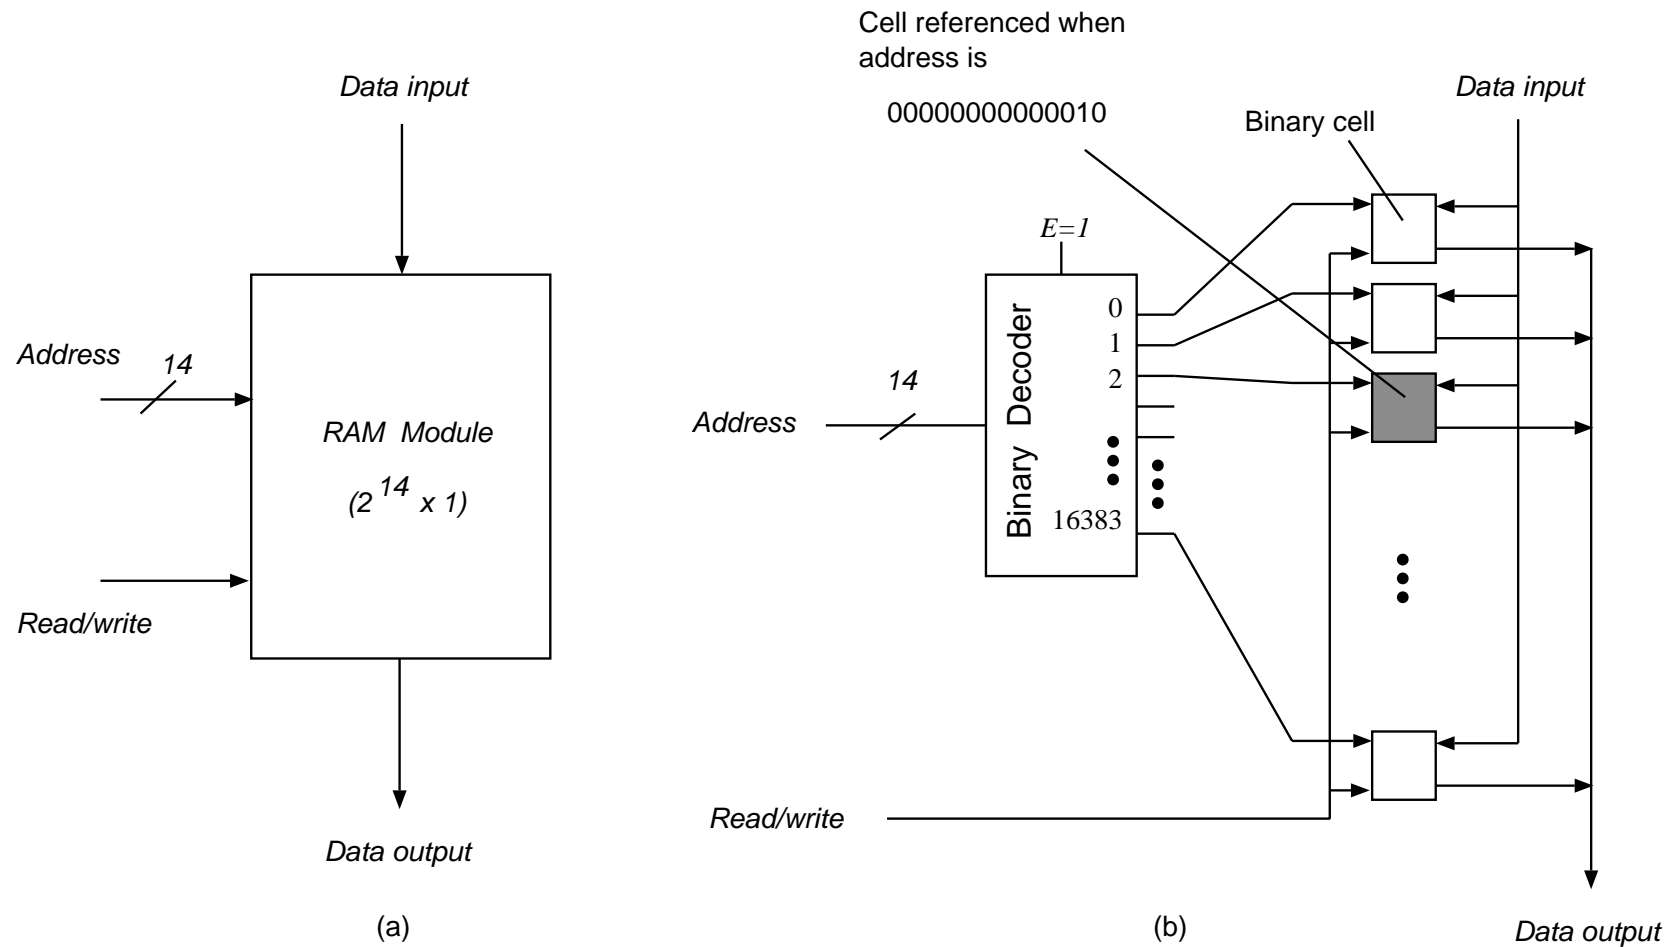 Data input
Address
14
RAM Module
(2^14 x 1)
Read/write
Data output
(a)
Cell referenced when
address is
00000000000010
Binary cell
Data input
E=1
Binary Decoder
0
1
2
16383
14
Address
Read/write
Data output
(b)